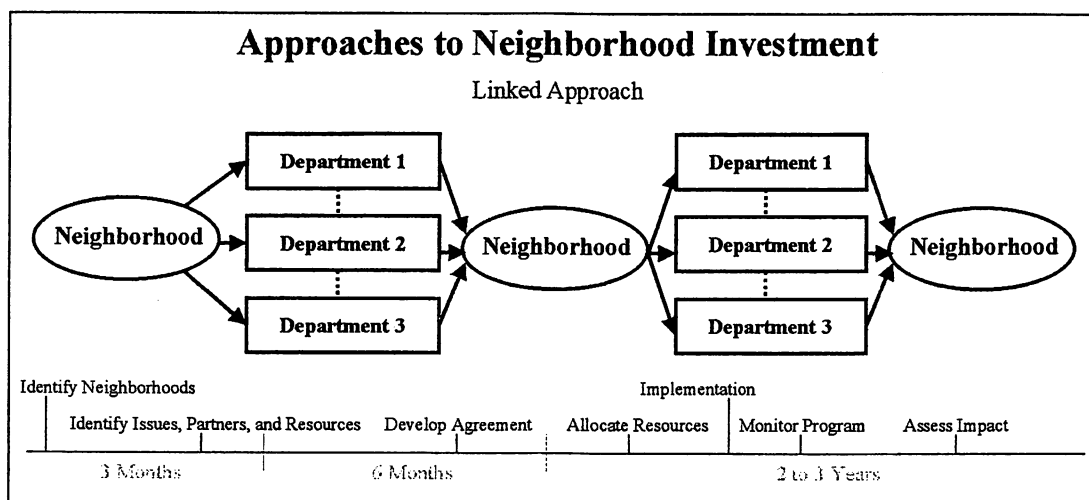 Approaches to Neighborhood Investment
Linked Approach
Department 1
Department 1
Neighborhood
Department 2
Neighborhood
Department 2
Neighborhood
Department 3
Department 3
Identify Neighborhoods
Implementation
Identify Issues, Partners, and Resources
Develop Agreement
Allocate Resources
Monitor Program
Assess Impact
3 Months
6 Months
2 to 3 Years